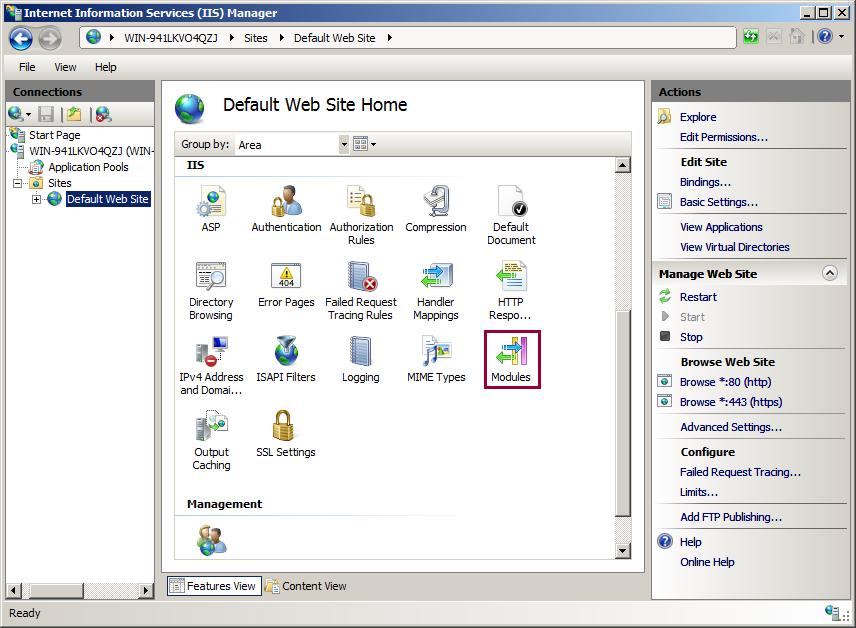 Internet Information Services (IIS) Manager
WIN-941LKVO4QZJ
Sites
Default Web Site
File
View
Help
Connections
Start Page
WIN-941LKVO4QZJ (WIN-
Application Pools
Sites
Default Web Site
Default Web Site Home
Group by:
Area
IIS
ASP
Authentication
Authorization
Rules
Compression
Default
Document
Directory
Browsing
Error Pages
404
Failed Request
Tracing Rules
Handler
Mappings
HTTP
Respo...
IPv4 Address
and Domai...
ISAPI Filters
Logging
MIME Types
Modules
Output
Caching
SSL Settings
Management
Features View
Content View
Actions
Explore
Edit Permissions...
Edit Site
Bindings...
Basic Settings...
View Applications
View Virtual Directories
Manage Web Site
Restart
Start
Stop
Browse Web Site
Browse *:80 (http)
Browse *:443 (https)
Advanced Settings...
Configure
Failed Request Tracing...
Limits...
Add FTP Publishing...
Help
Online Help
Ready